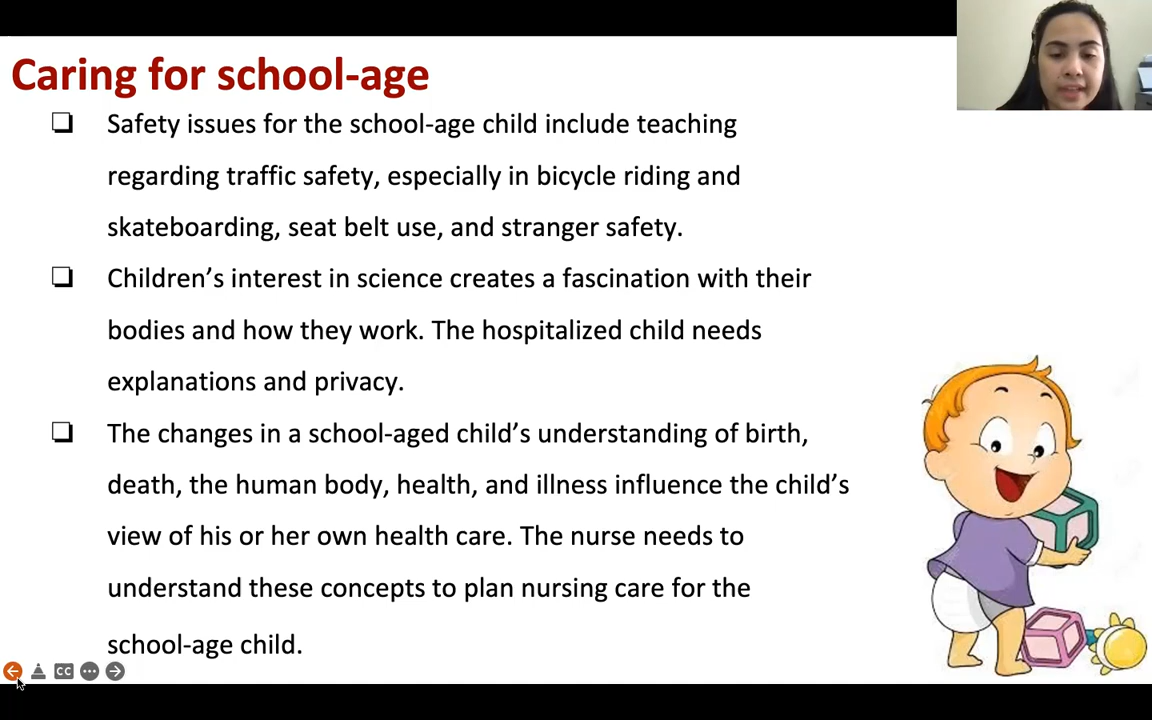 Caring for school-age
❑ Safety issues for the school-age child include teaching
regarding traffic safety, especially in bicycle riding and
skateboarding, seat belt use, and stranger safety.
❑ Children’s interest in science creates a fascination with their
bodies and how they work. The hospitalized child needs
explanations and privacy.
❑ The changes in a school-aged child’s understanding of birth,
death, the human body, health, and illness influence the child’s
view of his or her own health care. The nurse needs to
understand these concepts to plan nursing care for the
school-age child.
CC